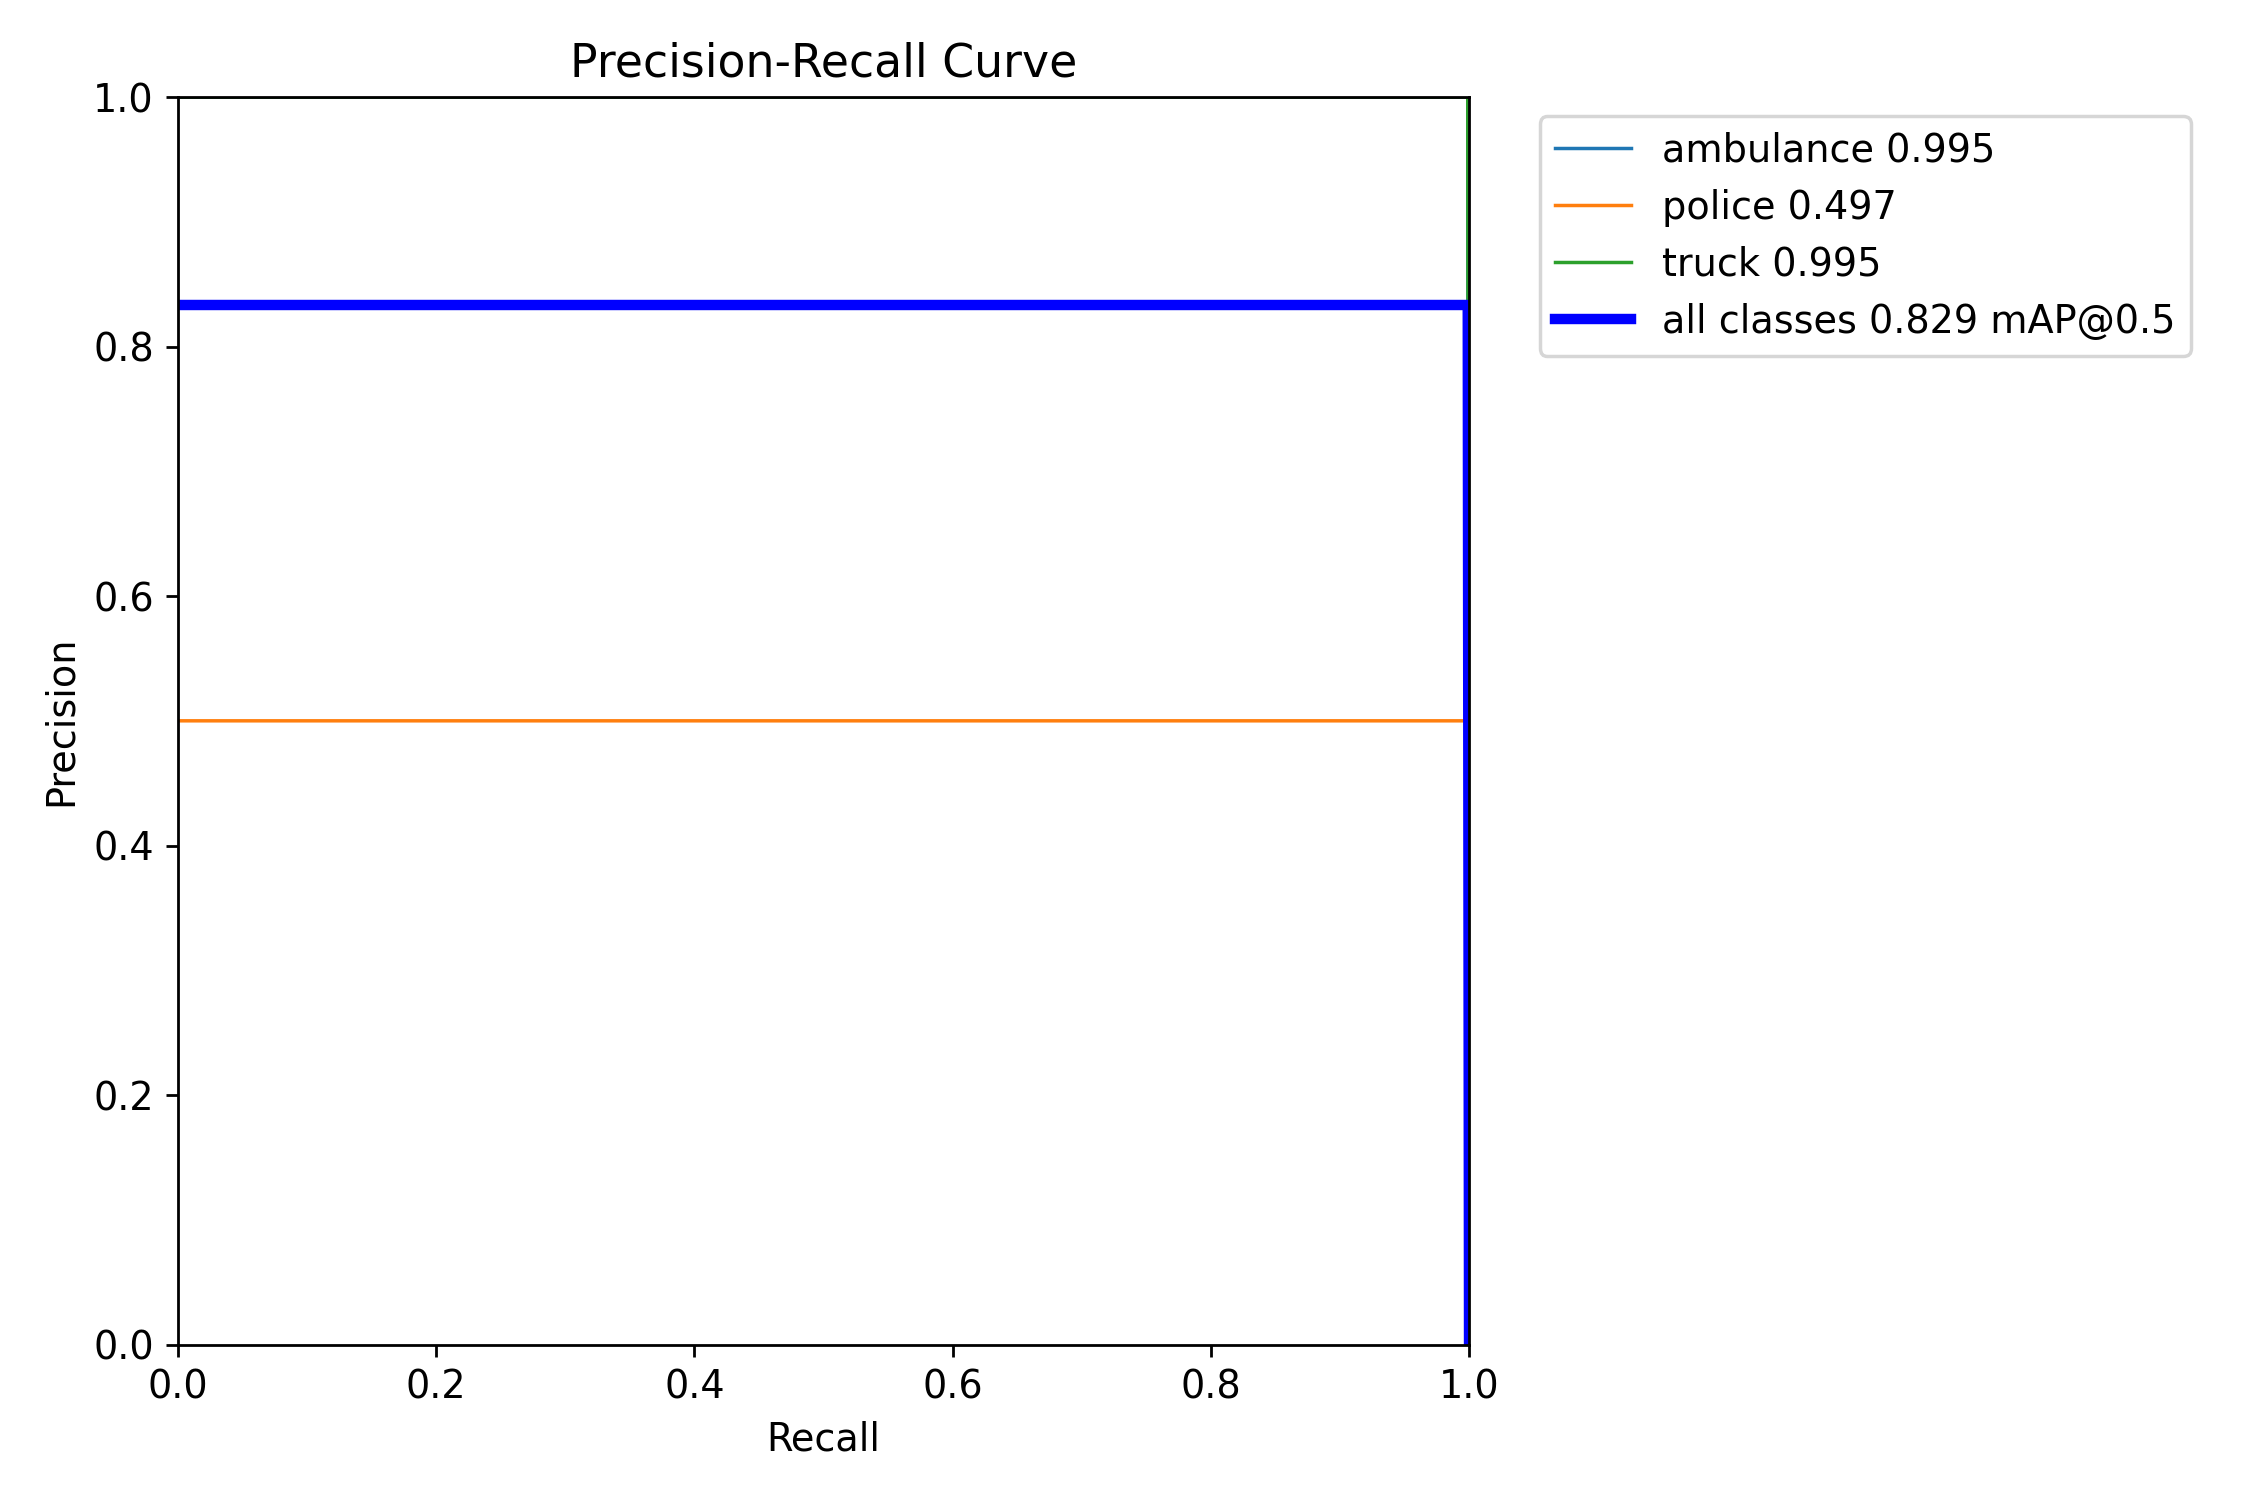 Precision-Recall Curve
1.0
0.8
0.6
0.4
0.2
0.0
Precision
0.0 0.2 0.4 0.6 0.8 1.0
Recall
ambulance 0.995
police 0.497
truck 0.995
all classes 0.829 mAP@0.5